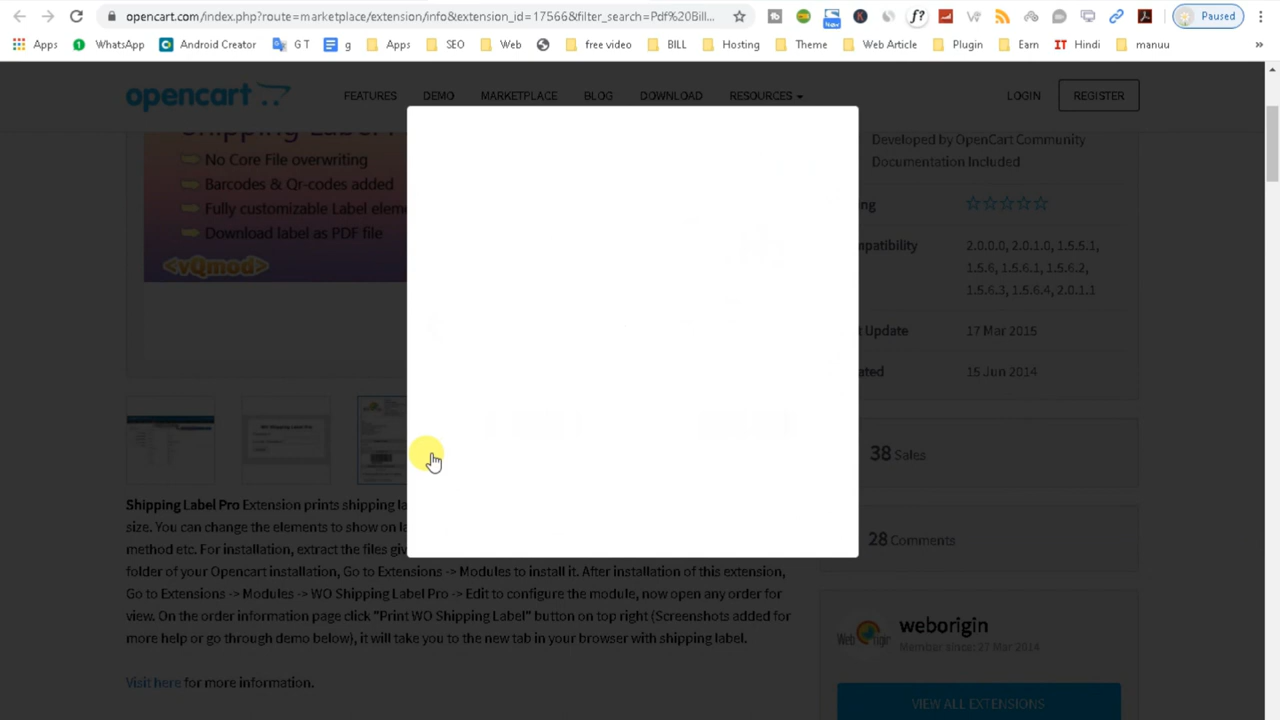 opencart.com/index.php?route=marketplace/extension/info&extension_id=17566&filter_search=Pdf%20Bill...
New
f?
Paused
Apps
WhatsApp
Android Creator
G T
g
Apps
SEO
Web
free video
BILL
Hosting
Theme
Web Article
Plugin
Earn
IT Hindi
manuu
»
opencart
FEATURES
DEMO
MARKETPLACE
BLOG
DOWNLOAD
RESOURCES
LOGIN
REGISTER
No Core File overwriting
Barcodes & Qr-codes added
Fully customizable Label eleme
Download label as PDF file
<vQmod>
Developed by OpenCart Community
Documentation Included
ng
mpatibility
2.0.0.0, 2.0.1.0, 1.5.5.1,
1.5.6, 1.5.6.1, 1.5.6.2,
1.5.6.3, 1.5.6.4, 2.0.1.1
t Update
17 Mar 2015
ated
15 Jun 2014
38 Sales
28 Comments
Shipping Label Pro Extension prints shipping la
size. You can change the elements to show on la
method etc. For installation, extract the files giv
folder of your Opencart installation, Go to Extensions -> Modules to install it. After installation of this extension,
Go to Extensions -> Modules -> WO Shipping Label Pro -> Edit to configure the module, now open any order for
view. On the order information page click "Print WO Shipping Label" button on top right (Screenshots added for
more help or go through demo below), it will take you to the new tab in your browser with shipping label.
Visit here for more information.
weborigin
Member since: 27 Mar 2014
VIEW ALL EXTENSIONS